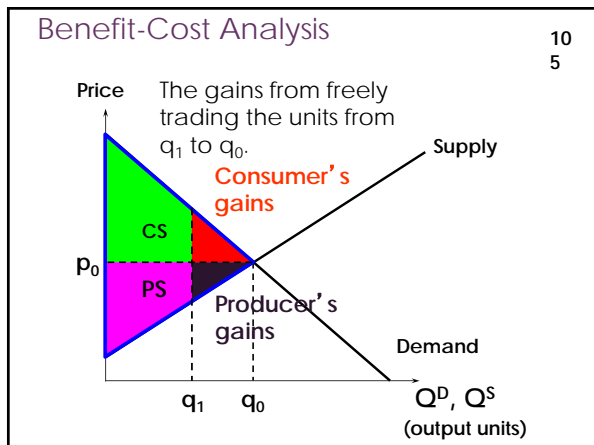 Benefit-Cost Analysis
10
5
Price
The gains from freely
trading the units from
q₁ to q₀.
Supply
Consumer’s
gains
CS
p₀
PS
Producer’s
gains
Demand
q₁
q₀
Qᴰ, Qˢ
(output units)